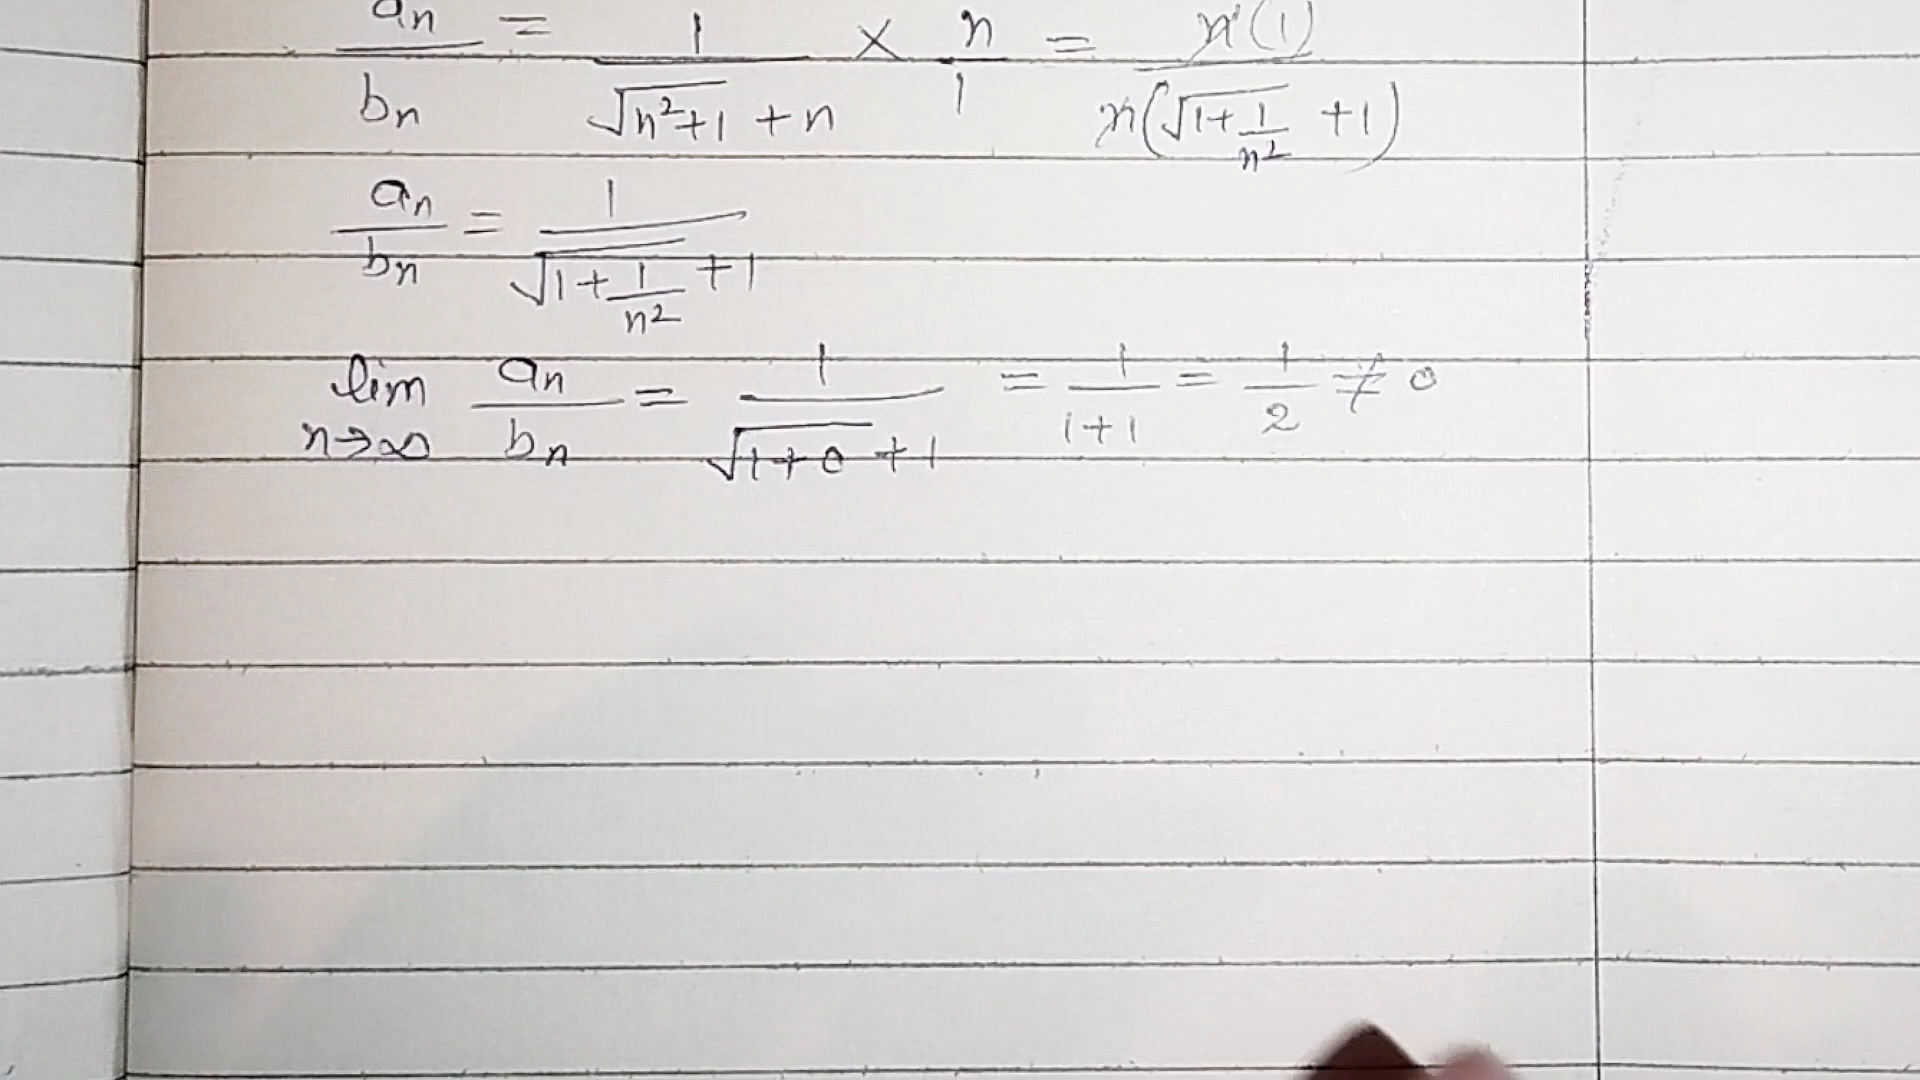 an/bn = 1/(√(n²+1) + n) × n/1 = n(1)/(n(√(1+1/n²) +1))
an/bn = 1/(√(1+1/n²) +1)
lim n→∞ an/bn = 1/(√(1+0) +1) = 1/(1+1) = 1/2 ≠ 0